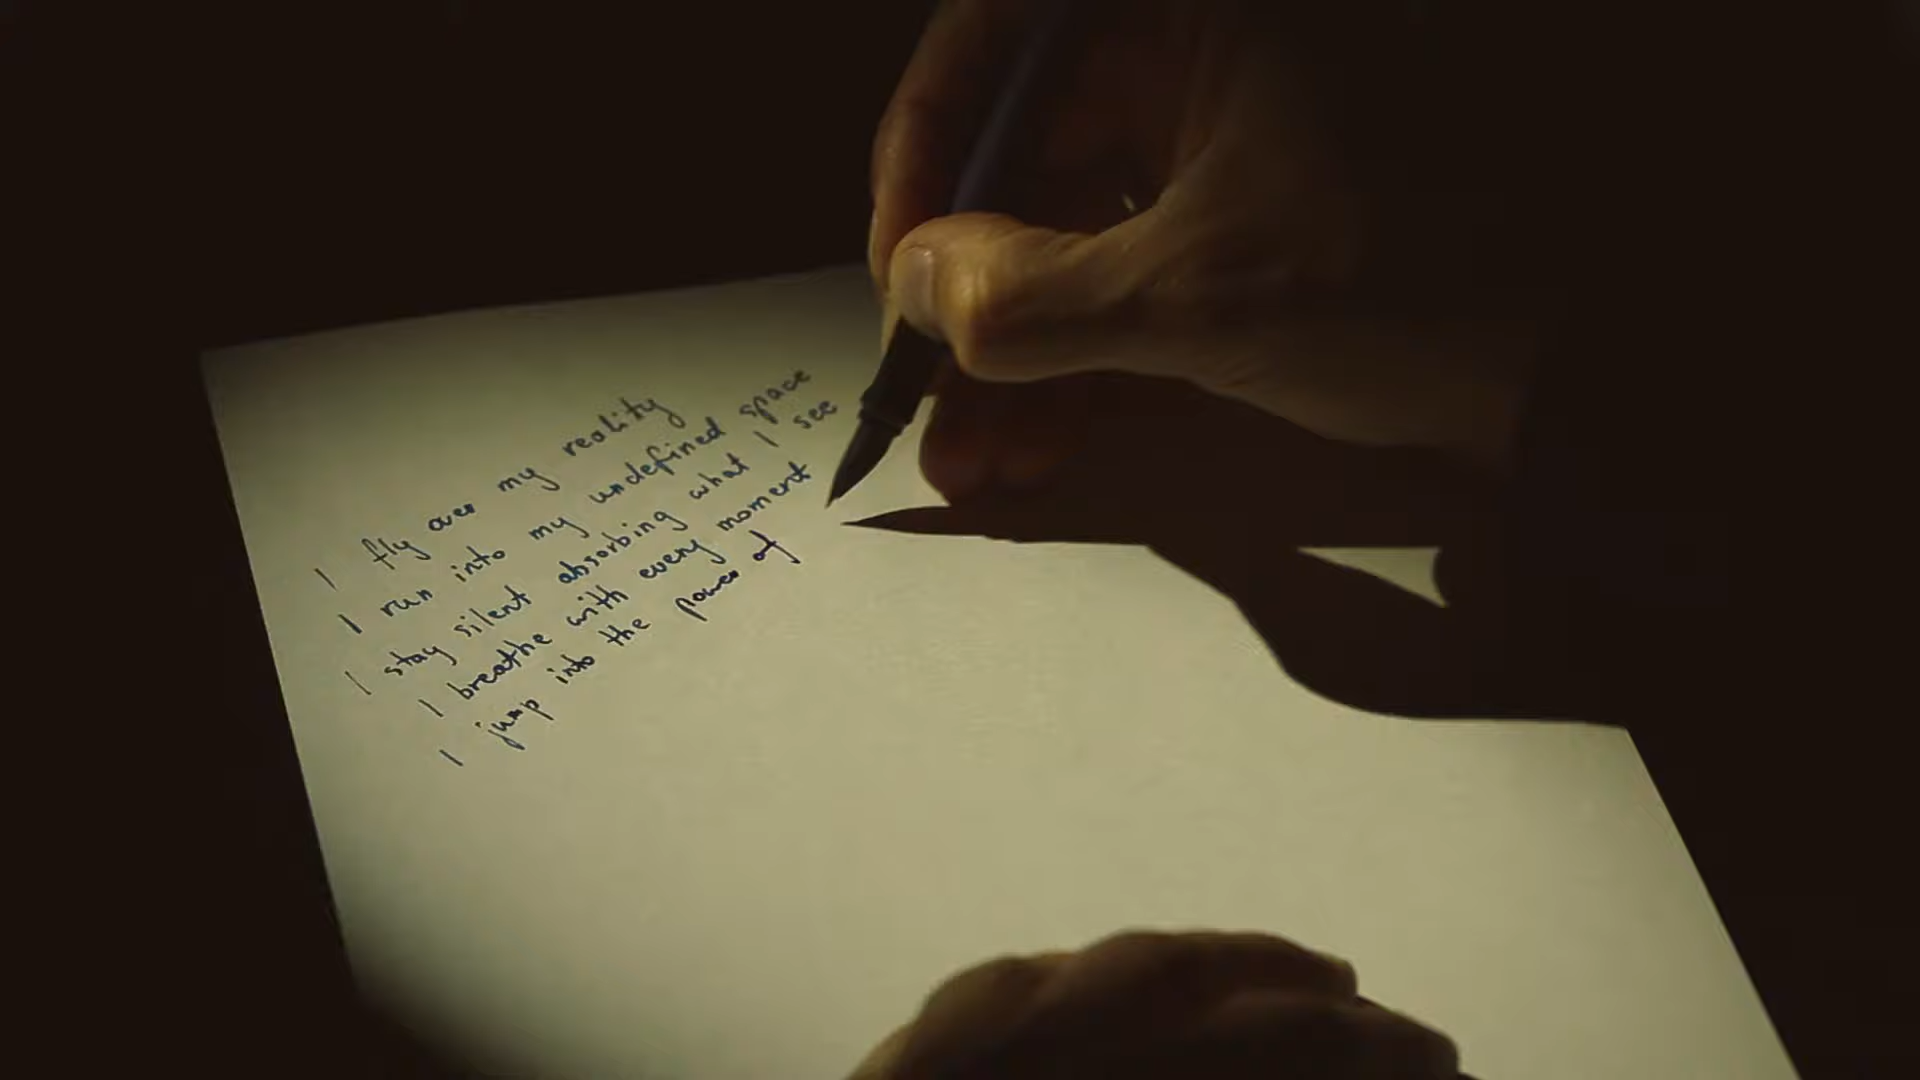 I fly over my reality
I run into my undefined space
I stay silent absorbing what I see
I breathe with every moment
I jump into the power of